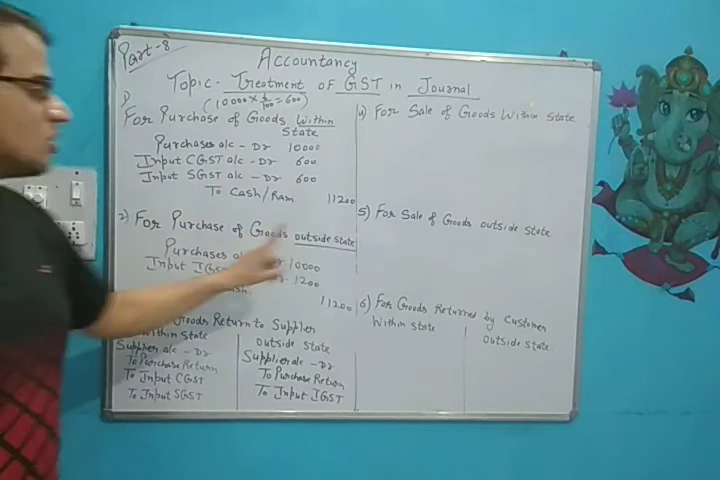 Part-8
Accountancy
Topic- Treatment of GST in Journal
(10000 × 6/100 = 600)
1) For Purchase of Goods Within State
Purchases a/c - Dr 10000
Input CGST a/c - Dr 600
Input SGST a/c - Dr 600
To Cash/Ram 11200
2) For Purchase of Goods outside state
Purchases 10000
Input 1200
11200
Goods Return to Supplier
Within State
Supplier a/c - Dr
To Purchase Return
To Input CGST
To Input SGST
outside State
Supplier a/c - Dr
To Purchase Return
To Input IGST
4) For Sale of Goods Within State
5) For Sale of Goods outside State
6) For Goods Returned by Customer
Within State
outside State